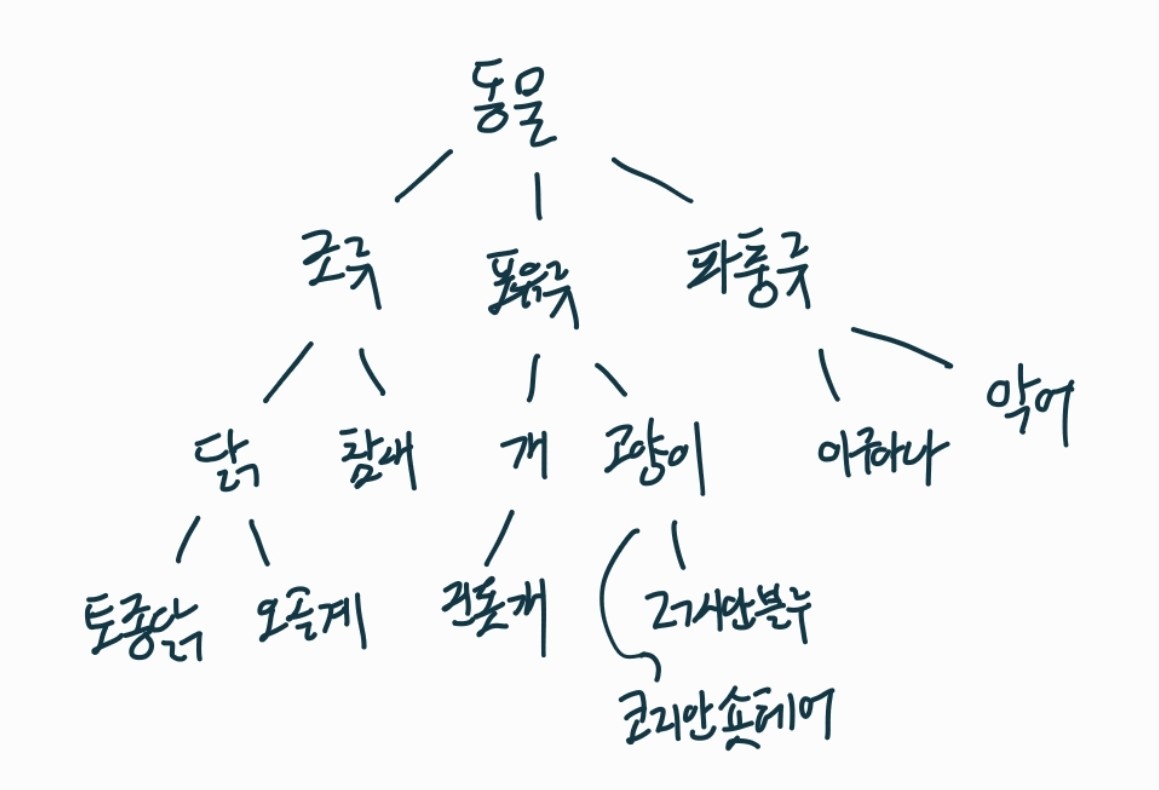 동물
조류 포유류 파충류
닭 참새 개 고양이 이구아나 악어
토종닭 오골계 진돗개 러시안블루
코리안숏헤어